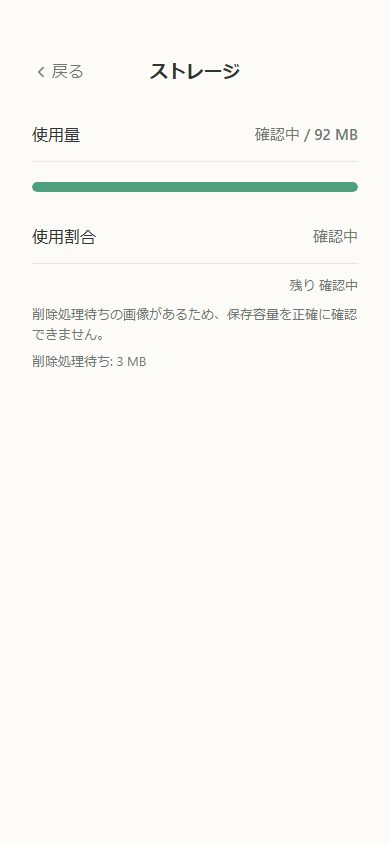 戻る
ストレージ
使用量 確認中 / 92 MB
使用割合 確認中
残り 確認中
削除処理待ちの画像があるため、保存容量を正確に確認
できません。
削除処理待ち: 3 MB